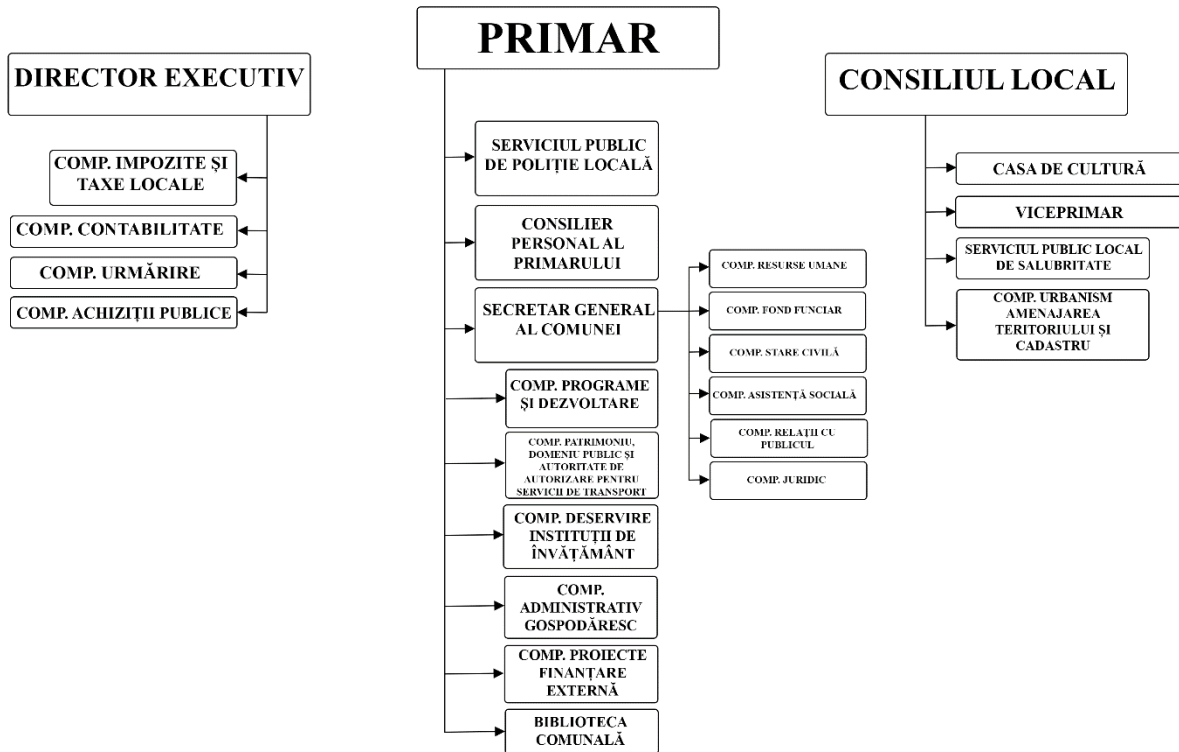 PRIMAR
DIRECTOR EXECUTIV
COMP. IMPOZITE ȘI
TAXE LOCALE
COMP. CONTABILITATE
COMP. URMĂRIRE
COMP. ACHIZIȚII PUBLICE
SERVICIUL PUBLIC
DE POLIȚIE LOCALĂ
CONSILIER
PERSONAL AL
PRIMARULUI
SECRETAR GENERAL
AL COMUNEI
COMP. PROGRAME
ȘI DEZVOLTARE
COMP. PATRIMONIU,
DOMENIU PUBLIC ȘI
AUTORITATE DE
AUTORIZARE PENTRU
SERVICII DE TRANSPORT
COMP. DESERVIRE
INSTITUȚII DE
ÎNVĂȚĂMÂNT
COMP.
ADMINISTRATIV
GOSPODĂRESC
COMP. PROIECTE
FINANȚARE
EXTERNĂ
BIBLIOTECA
COMUNALĂ
COMP. RESURSE UMANE
COMP. FOND FUNCIAR
COMP. STARE CIVILĂ
COMP. ASISTENȚĂ SOCIALĂ
COMP. RELAȚII CU
PUBLICUL
COMP. JURIDIC
CONSILIUL LOCAL
CASA DE CULTURĂ
VICEPRIMAR
SERVICIUL PUBLIC LOCAL
DE SALUBRITATE
COMP. URBANISM
AMENAJAREA
TERITORIULUI ȘI
CADASTRU